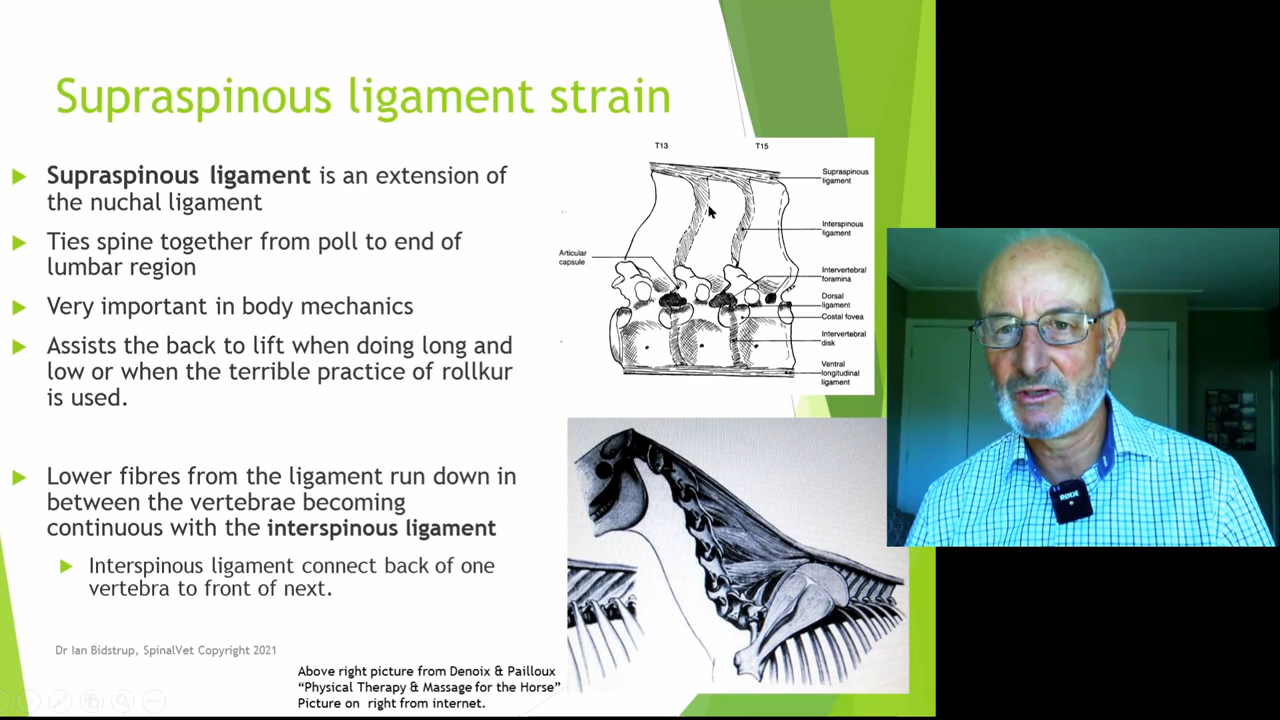 Supraspinous ligament strain
Supraspinous ligament is an extension of
the nuchal ligament
Ties spine together from poll to end of
lumbar region
Very important in body mechanics
Assists the back to lift when doing long and
low or when the terrible practice of rollkur
is used.
Lower fibres from the ligament run down in
between the vertebrae becoming
continuous with the interspinous ligament
Interspinous ligament connect back of one
vertebra to front of next.
Dr Ian Bidstrup, SpinalVet Copyright 2021
Above right picture from Denoix & Pailloux
“Physical Therapy & Massage for the Horse”
Picture on right from internet.
T13 T15
Supraspinous
ligament
Interspinous
ligament
Articular
capsule
Intervertebral
foramina
Dorsal
ligament
Costal fovea
Intervertebral
disk
Ventral
longitudinal
ligament
RODE